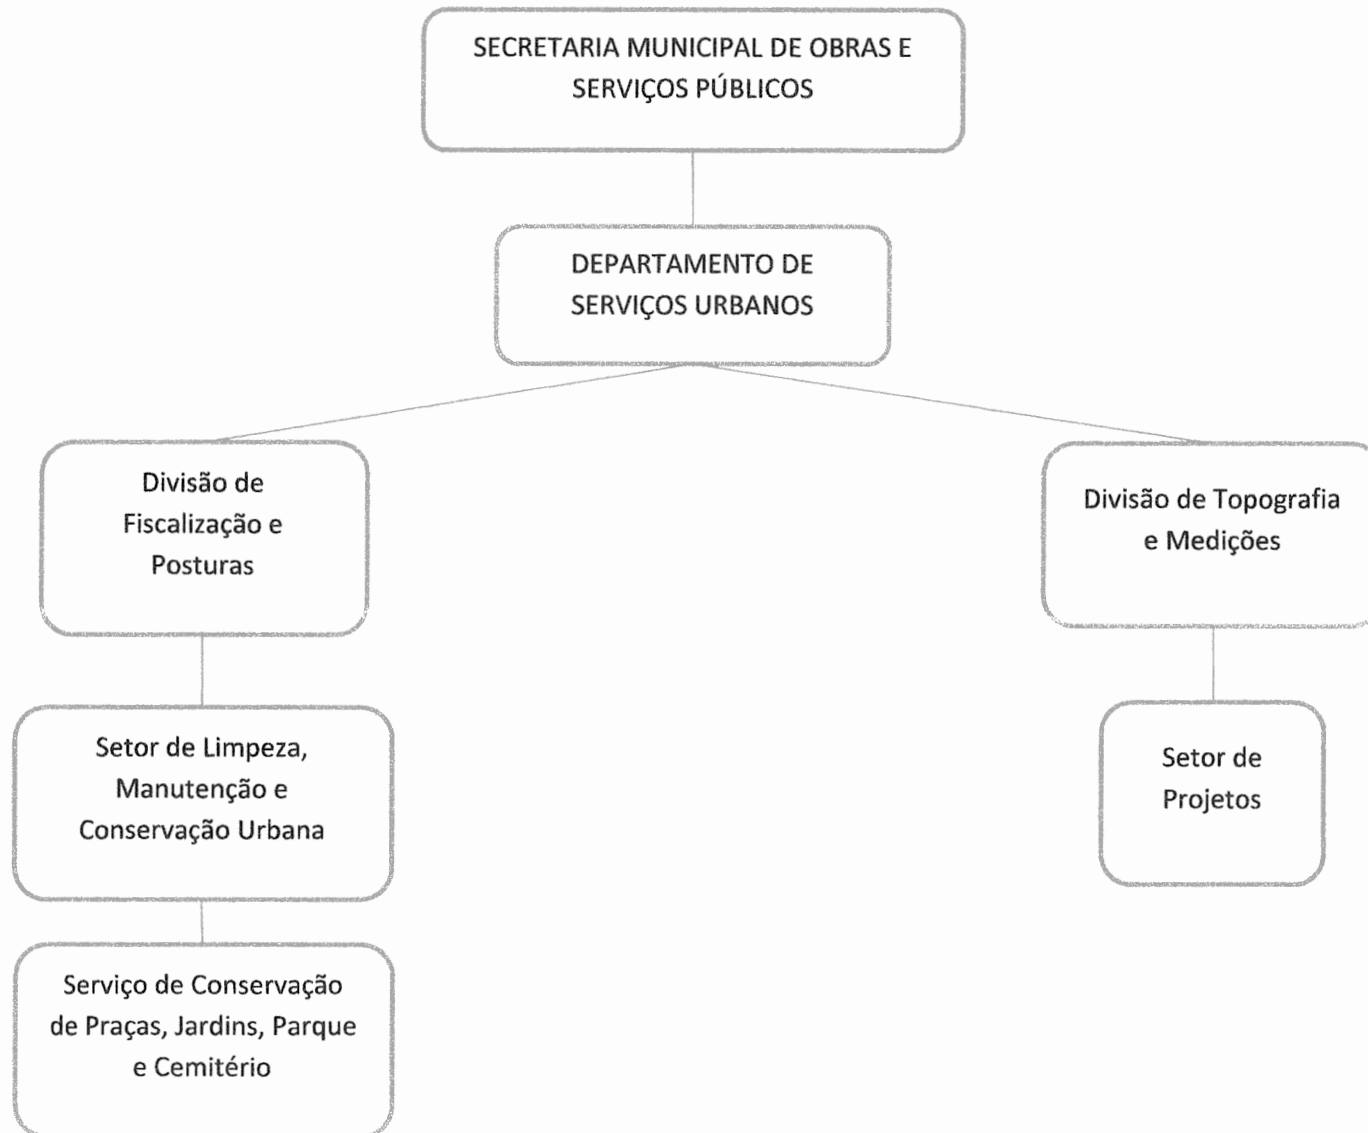 SECRETARIA MUNICIPAL DE OBRAS E
SERVIÇOS PÚBLICOS
DEPARTAMENTO DE
SERVIÇOS URBANOS
Divisão de
Fiscalização e
Posturas
Divisão de Topografia
e Medições
Setor de Limpeza,
Manutenção e
Conservação Urbana
Setor de
Projetos
Serviço de Conservação
de Praças, Jardins, Parque
e Cemitério